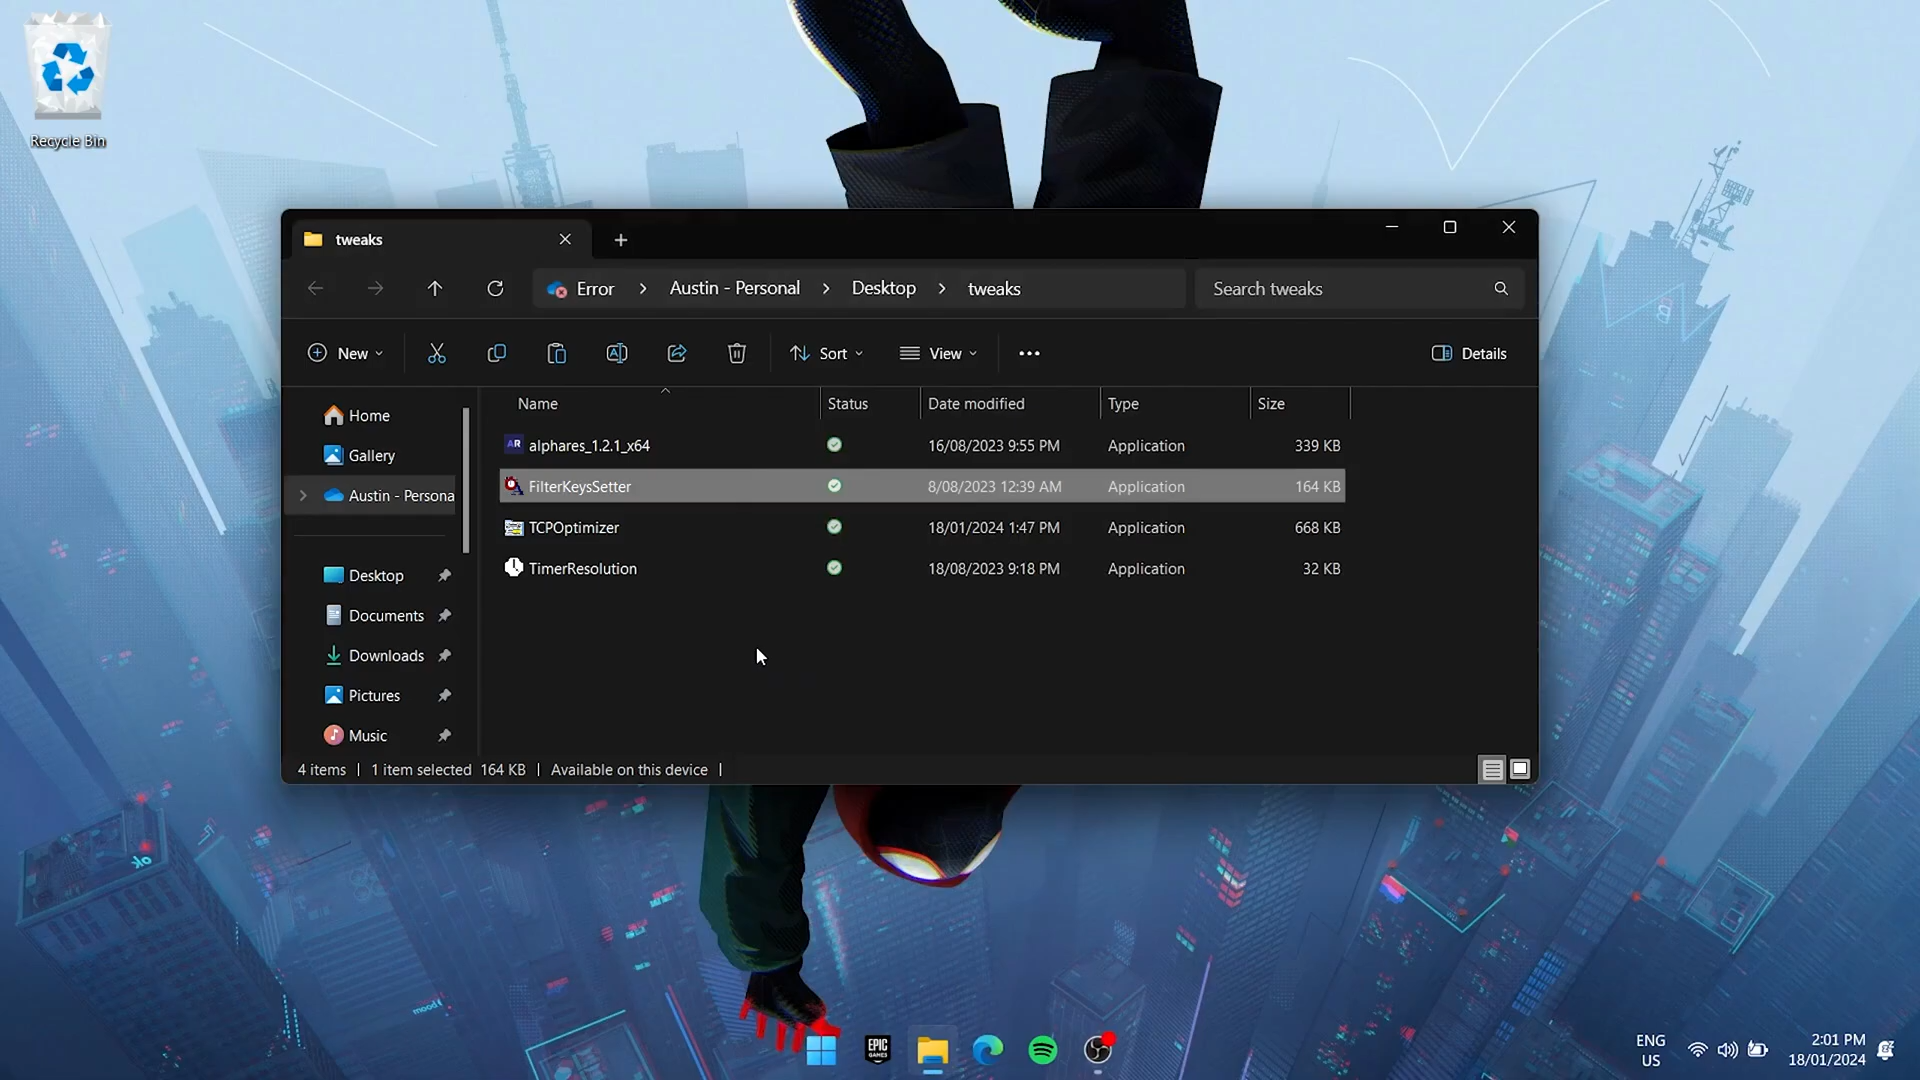 Recycle Bin
tweaks
Error > Austin - Personal > Desktop > tweaks
Search tweaks
New
Sort
View
Details
Name
Status
Date modified
Type
Size
Home
Gallery
Austin - Persona
Desktop
Documents
Downloads
Pictures
Music
alphares_1.2.1_x64
16/08/2023 9:55 PM
Application
339 KB
FilterKeysSetter
8/08/2023 12:39 AM
Application
164 KB
TCPOptimizer
18/01/2024 1:47 PM
Application
668 KB
TimerResolution
18/08/2023 9:18 PM
Application
32 KB
4 items | 1 item selected 164 KB | Available on this device |
EPIC
GAMES
ENG
US
2:01 PM
18/01/2024